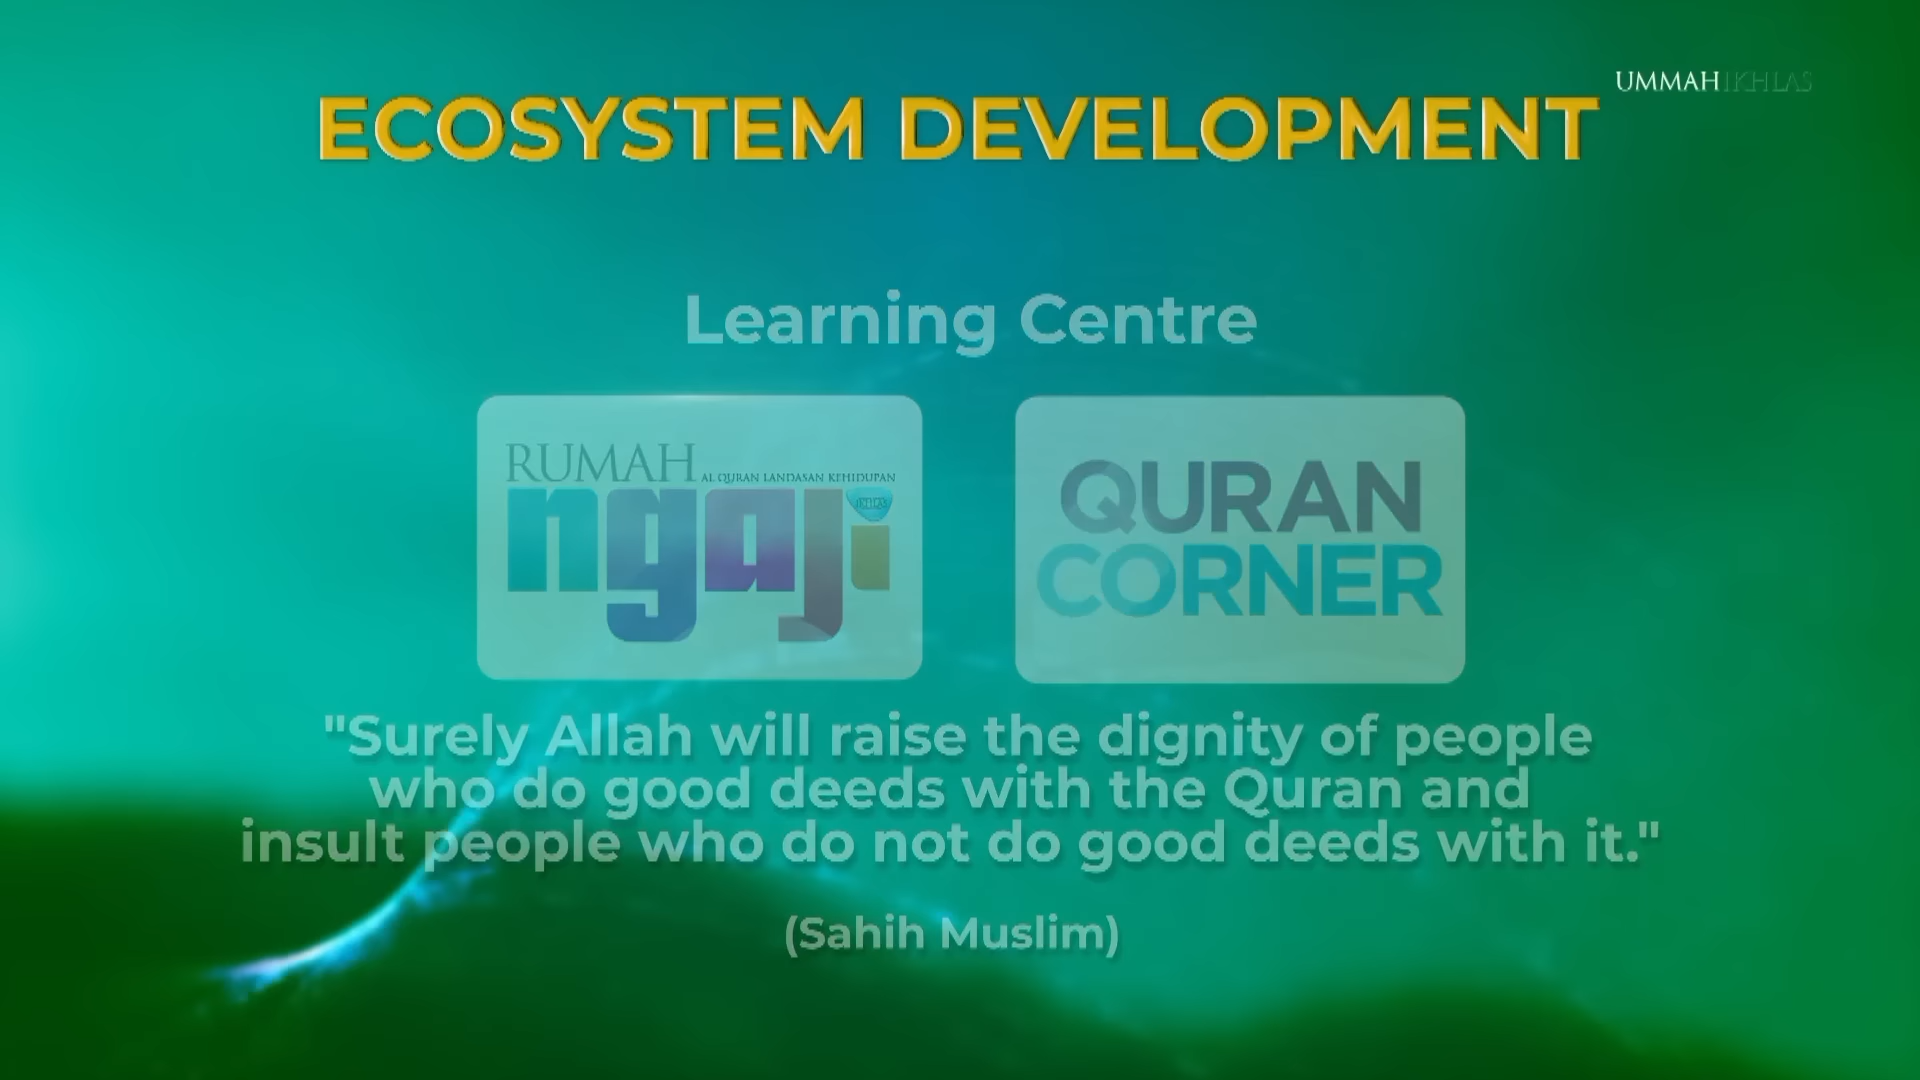 UMMAHIKHLAS
ECOSYSTEM DEVELOPMENT
Learning Centre
RUMAH
AL QURAN LANDASAN KEHIDUPAN
ngaji
IKHLAS
QURAN
CORNER
"Surely Allah will raise the dignity of people
who do good deeds with the Quran and
insult people who do not do good deeds with it."
(Sahih Muslim)